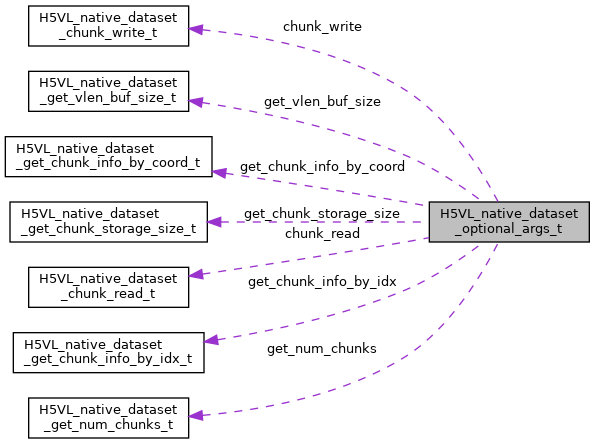 H5VL_native_dataset
_chunk_write_t
chunk_write
H5VL_native_dataset
_get_vlen_buf_size_t
get_vlen_buf_size
H5VL_native_dataset
_get_chunk_info_by_coord_t
get_chunk_info_by_coord
H5VL_native_dataset
_get_chunk_storage_size_t
get_chunk_storage_size
H5VL_native_dataset
_optional_args_t
chunk_read
H5VL_native_dataset
_chunk_read_t
get_chunk_info_by_idx
H5VL_native_dataset
_get_chunk_info_by_idx_t
get_num_chunks
H5VL_native_dataset
_get_num_chunks_t